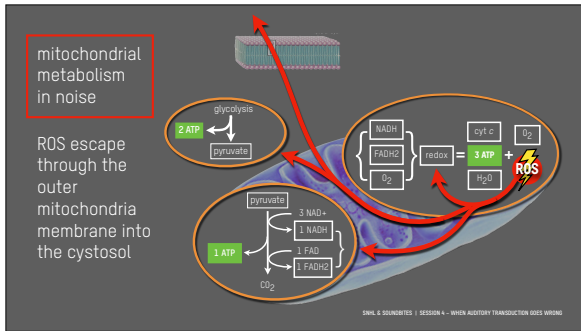 mitochondrial
metabolism
in noise
ROS escape
through the
outer
mitochondria
membrane into
the cystosol
glycolysis
2 ATP
pyruvate
NADH
FADH2
O2
redox
=
cyt c
3 ATP
H2O
+
O2
ROS
pyruvate
3 NAD+
1 NADH
1 ATP
1 FAD
1 FADH2
CO2
SNHL & SOUNDBITES | SESSION 4 – WHEN AUDITORY TRANSDUCTION GOES WRONG